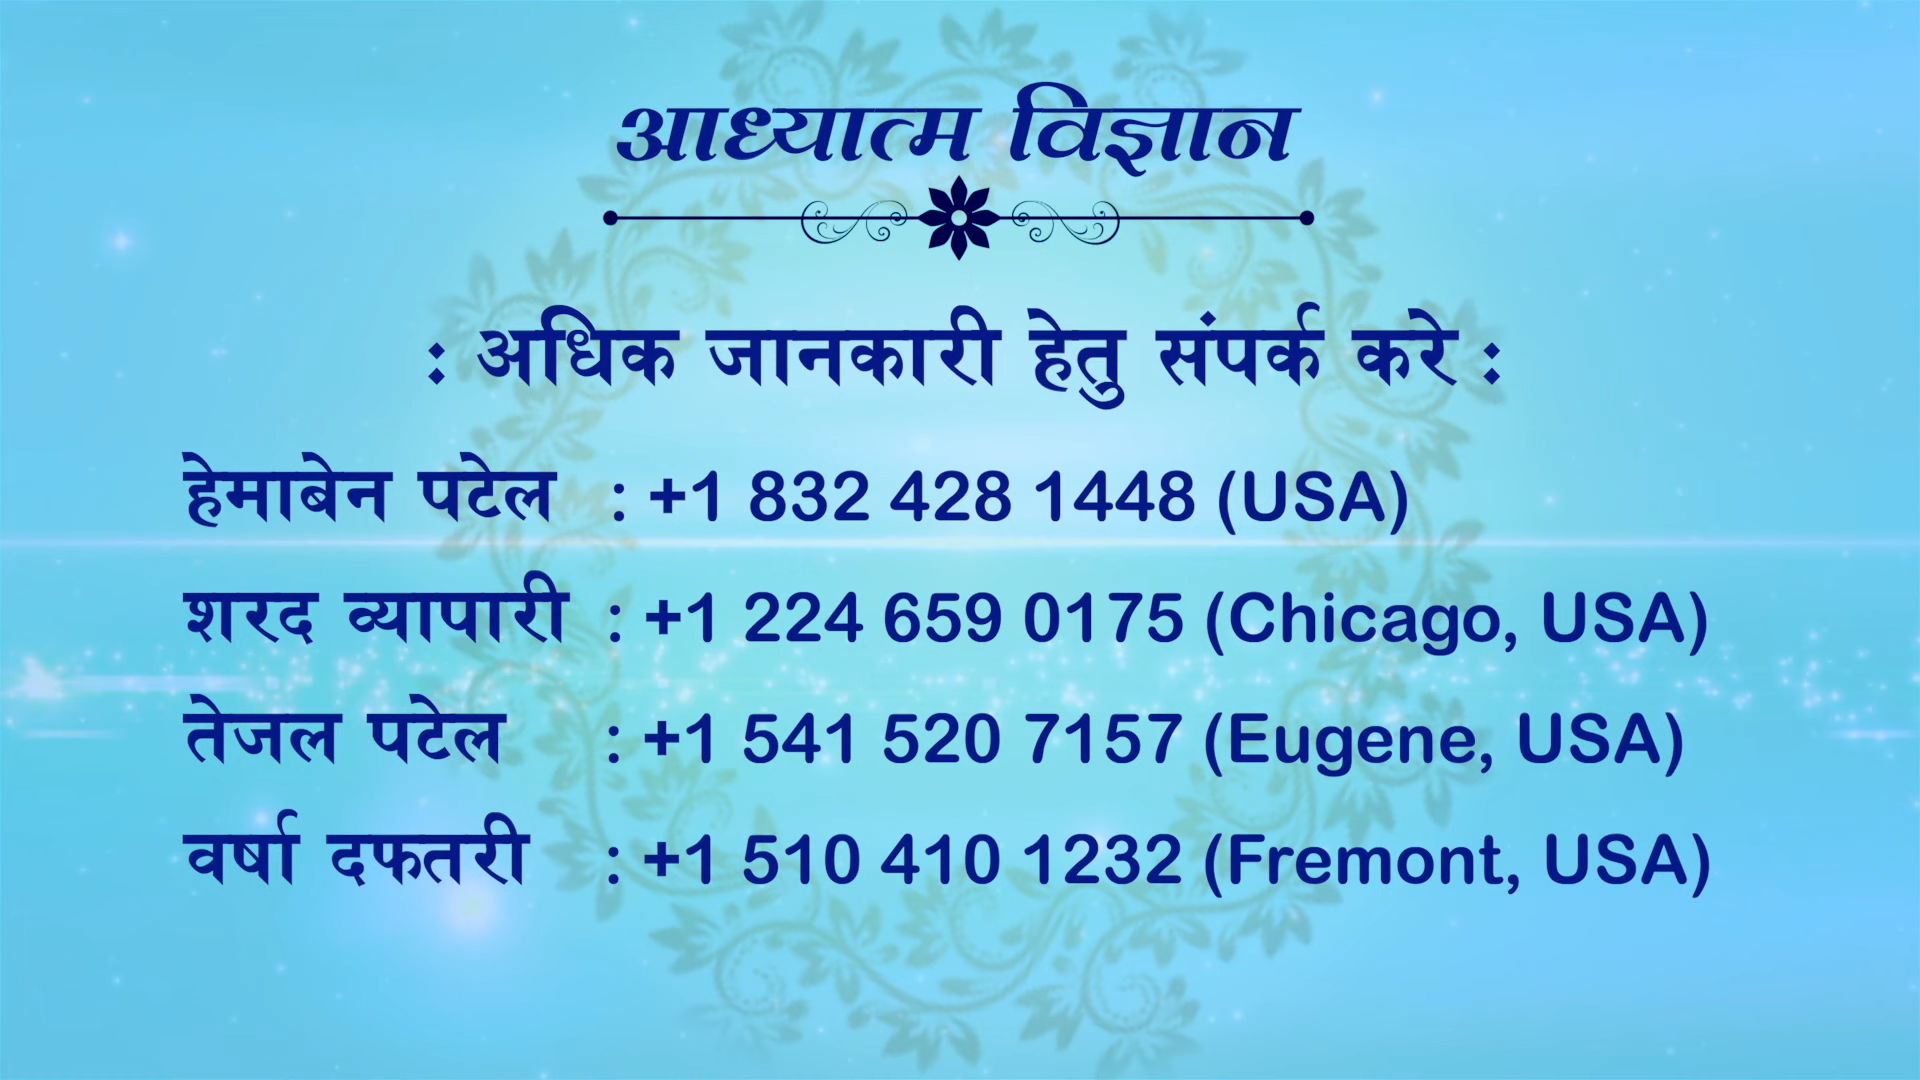 आध्यात्म विज्ञान
: अधिक जानकारी हेतु संपर्क करे :
हेमाबेन पटेल : +1 832 428 1448 (USA)
शरद व्यापारी : +1 224 659 0175 (Chicago, USA)
तेजल पटेल : +1 541 520 7157 (Eugene, USA)
वर्षा दफतरी : +1 510 410 1232 (Fremont, USA)